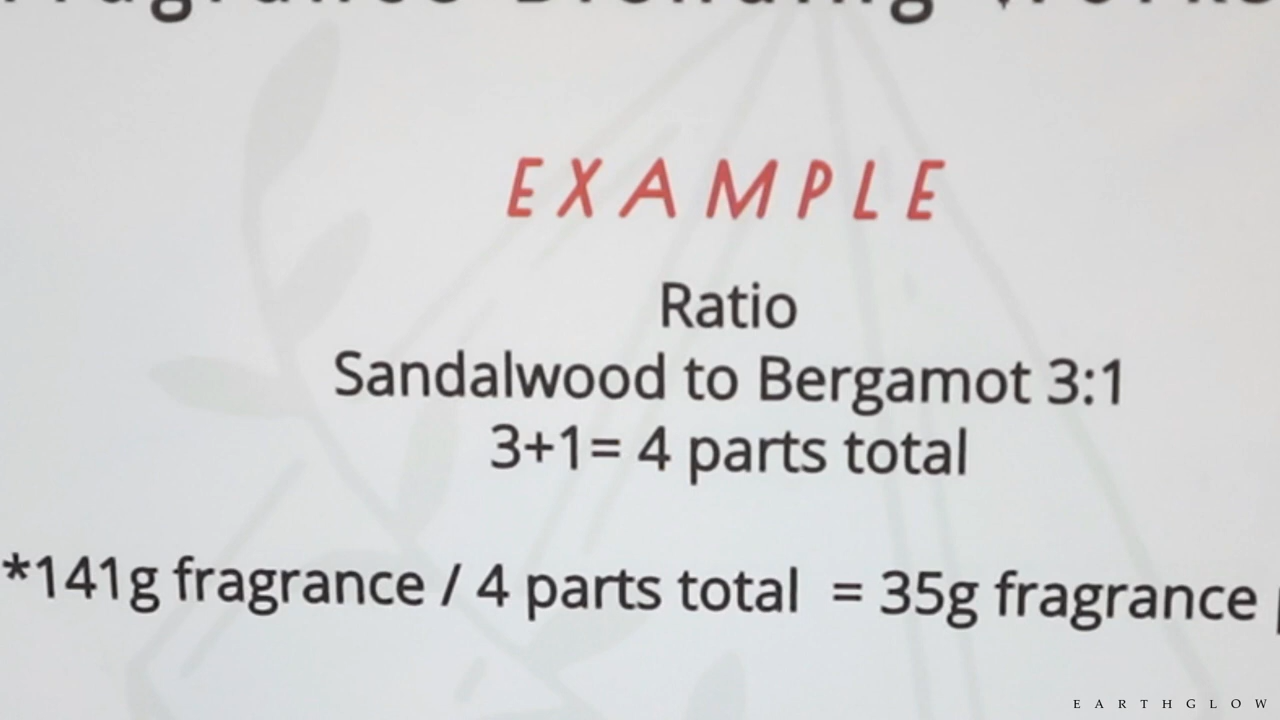 EXAMPLE
Ratio
Sandalwood to Bergamot 3:1
3+1= 4 parts total
*141g fragrance / 4 parts total = 35g fragrance
EARTHGLOW